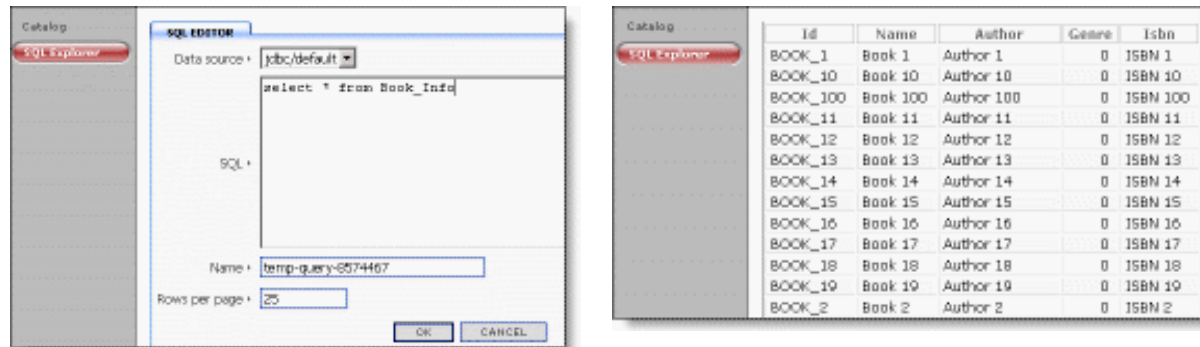 Catalog
SQL Explorer
SQL EDITOR
Data source
jdbc/default
select * from Book_Info
SQL
Name
temp-query-8574467
Rows per page
25
OK
CANCEL
Catalog
SQL Explorer
Id Name Author Genre Isbn
BOOK_1 Book 1 Author 1 0 ISBN 1
BOOK_10 Book 10 Author 10 0 ISBN 10
BOOK_100 Book 100 Author 100 0 ISBN 100
BOOK_11 Book 11 Author 11 0 ISBN 11
BOOK_12 Book 12 Author 12 0 ISBN 12
BOOK_13 Book 13 Author 13 0 ISBN 13
BOOK_14 Book 14 Author 14 0 ISBN 14
BOOK_15 Book 15 Author 15 0 ISBN 15
BOOK_16 Book 16 Author 16 0 ISBN 16
BOOK_17 Book 17 Author 17 0 ISBN 17
BOOK_18 Book 18 Author 18 0 ISBN 18
BOOK_19 Book 19 Author 19 0 ISBN 19
BOOK_2 Book 2 Author 2 0 ISBN 2